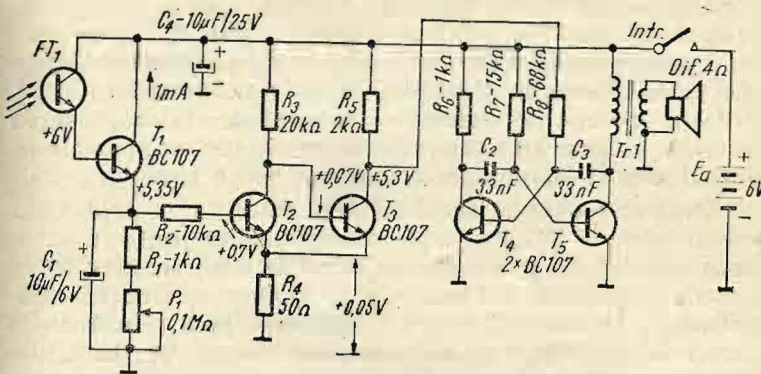 C4-10µF/25V
FT1
Intr.
1mA
+6V
R3
20kΩ
R5
2kΩ
R6-1kΩ
R7-15kΩ
R8-68kΩ
Dif. 4Ω
Tr1
Ea
+
6V
-
T1
BC107
+5,35V
+0,07V
+5,3V
C2
33nF
C3
33nF
R2-10kΩ
+0,7V
T2
BC107
T3
BC107
T4
T5
2×BC107
C1
10µF/6V
R1-1kΩ
P1
0,1MΩ
R4
50Ω
+0,05V